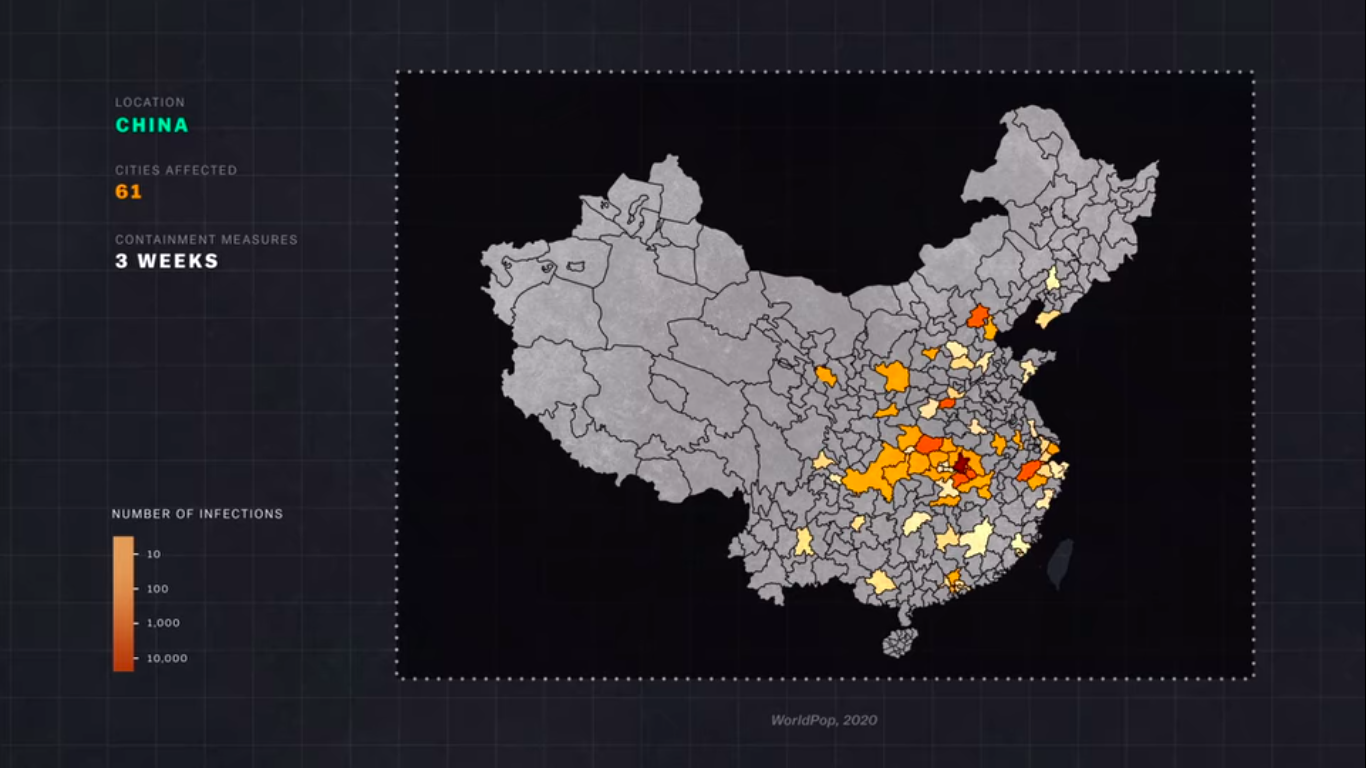 LOCATION
CHINA
CITIES AFFECTED
61
CONTAINMENT MEASURES
3 WEEKS
NUMBER OF INFECTIONS
10
100
1,000
10,000
WorldPop, 2020